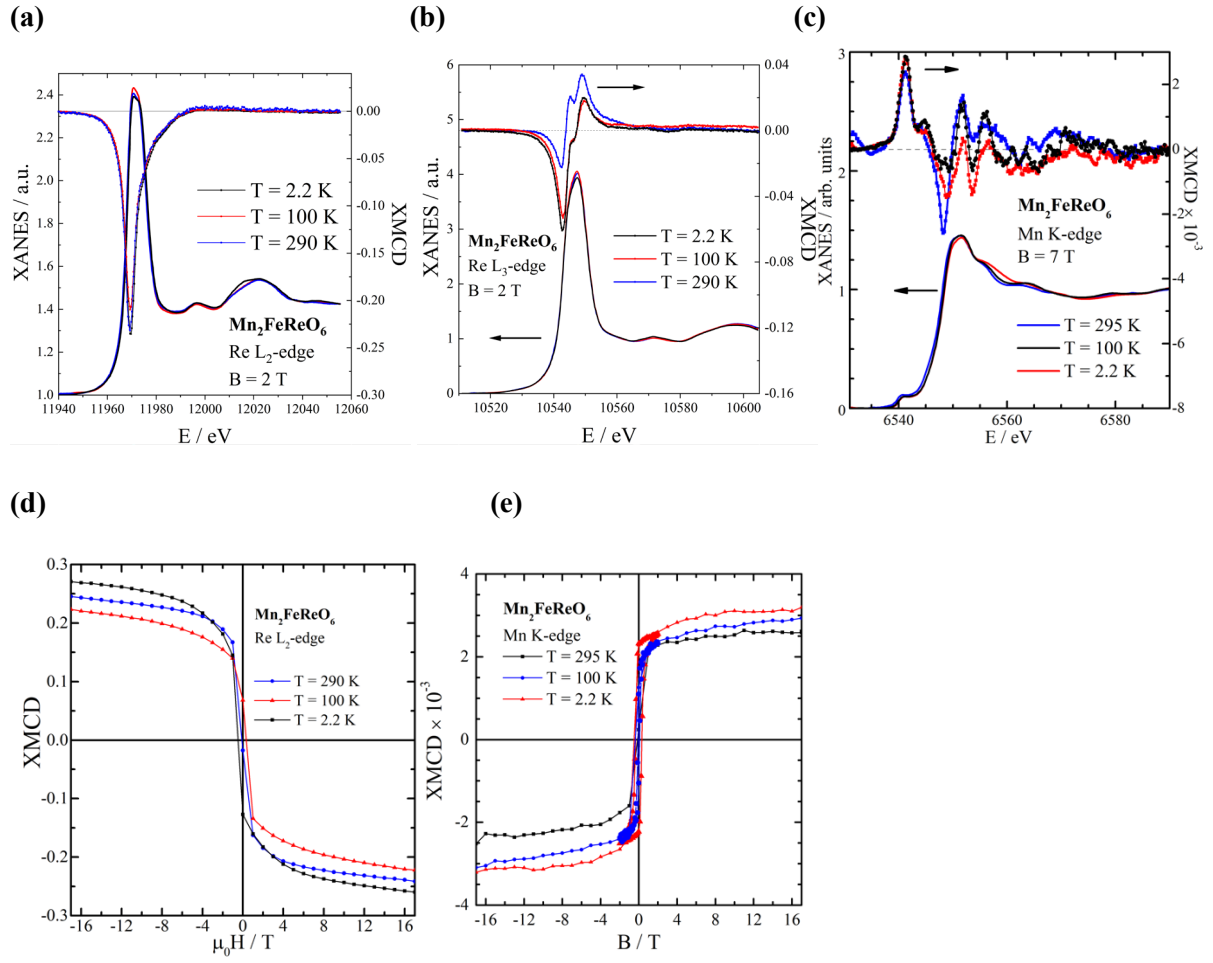 (a)
2.4
2.2
2.0
1.8
1.6
1.4
1.2
1.0
XANES / a.u.
0.00
-0.05
-0.10
-0.15
-0.20
-0.25
-0.30
XMCD
T = 2.2 K
T = 100 K
T = 290 K
Mn₂FeReO₆
Re L₂-edge
B = 2 T
11940 11960 11980 12000 12020 12040 12060
E / eV
(b)
6
5
4
3
2
1
0
XANES / a.u.
0.04
0.00
-0.04
-0.08
-0.12
-0.16
XMCD
Mn₂FeReO₆
Re L₃-edge
B = 2 T
T = 2.2 K
T = 100 K
T = 290 K
10520 10540 10560 10580 10600
E / eV
(c)
3
2
1
0
XANES / arb. units
2
0
-2
-4
-6
-8
XMCD × 10⁻³
Mn₂FeReO₆
Mn K-edge
B = 7 T
T = 295 K
T = 100 K
T = 2.2 K
6540 6560 6580
E / eV
(d)
0.3
0.2
0.1
0.0
-0.1
-0.2
-0.3
XMCD
Mn₂FeReO₆
Re L₂-edge
T = 290 K
T = 100 K
T = 2.2 K
-16 -12 -8 -4 0 4 8 12 16
μ₀H / T
(e)
4
2
0
-2
-4
XMCD × 10⁻³
Mn₂FeReO₆
Mn K-edge
T = 295 K
T = 100 K
T = 2.2 K
-16 -12 -8 -4 0 4 8 12 16
B / T